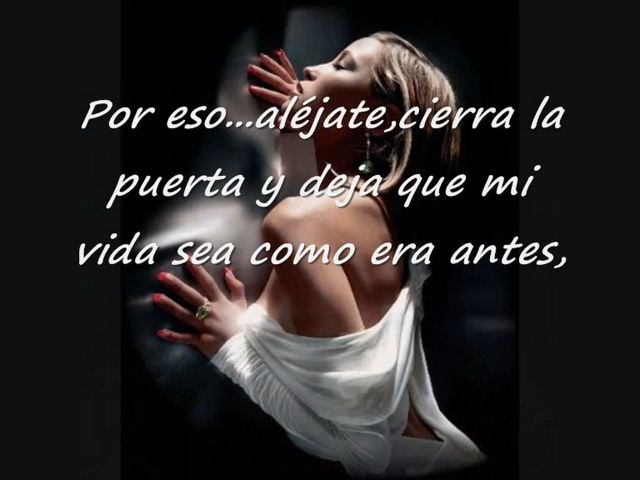 Por eso...aléjate,cierra la
puerta y deja que mi
vida sea como era antes,